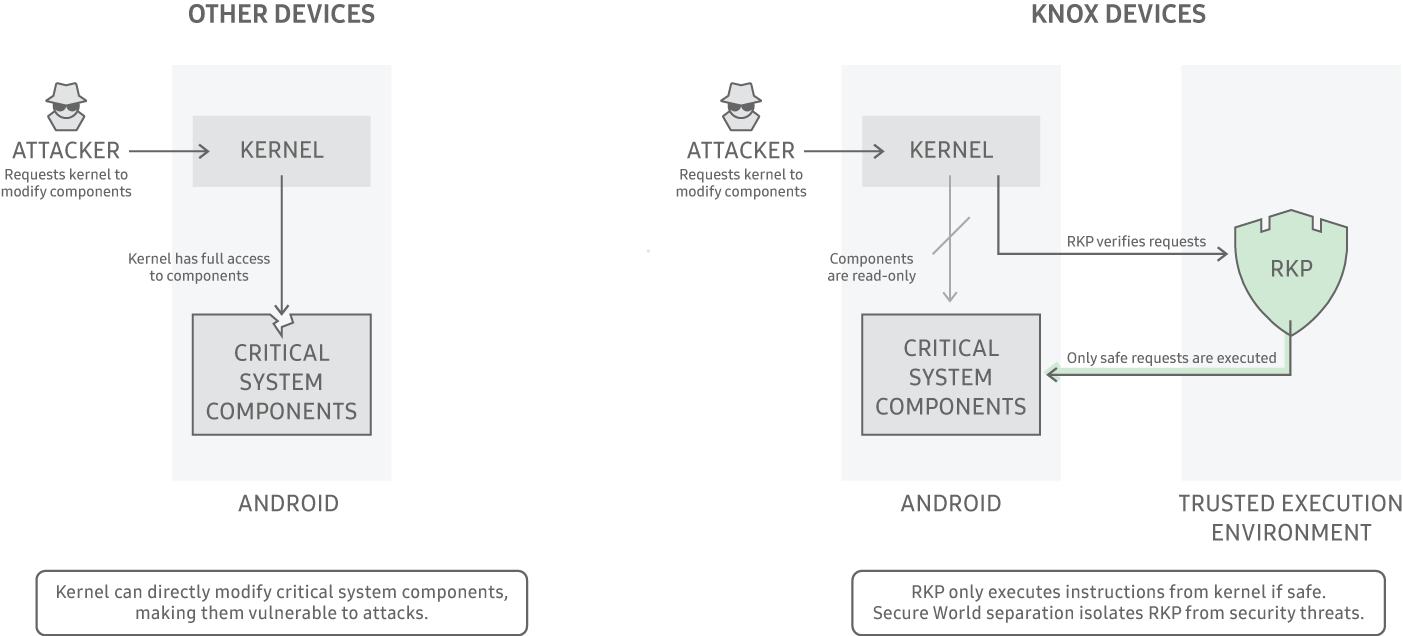 OTHER DEVICES
ATTACKER
Requests kernel to
modify components
KERNEL
Kernel has full access
to components
CRITICAL
SYSTEM
COMPONENTS
ANDROID
Kernel can directly modify critical system components,
making them vulnerable to attacks.
KNOX DEVICES
ATTACKER
Requests kernel to
modify components
KERNEL
Components
are read-only
RKP verifies requests
RKP
Only safe requests are executed
CRITICAL
SYSTEM
COMPONENTS
ANDROID
TRUSTED EXECUTION
ENVIRONMENT
RKP only executes instructions from kernel if safe.
Secure World separation isolates RKP from security threats.